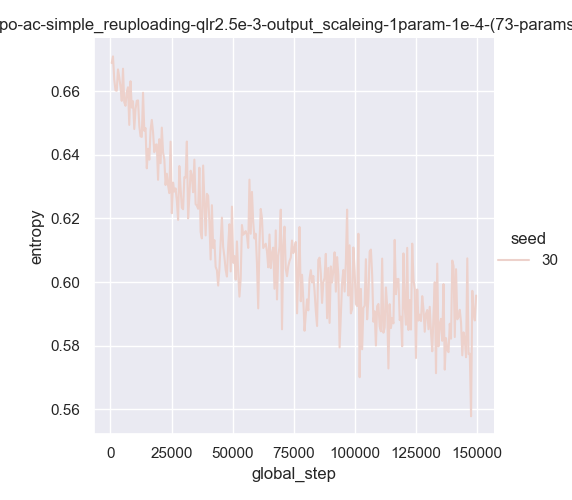 po-ac-simple_reuploading-qlr2.5e-3-output_scaleing-1param-1e-4-(73-params
0.66
0.64
0.62
0.60
0.58
0.56
entropy
0 25000 50000 75000 100000 125000 150000
global_step
seed
30